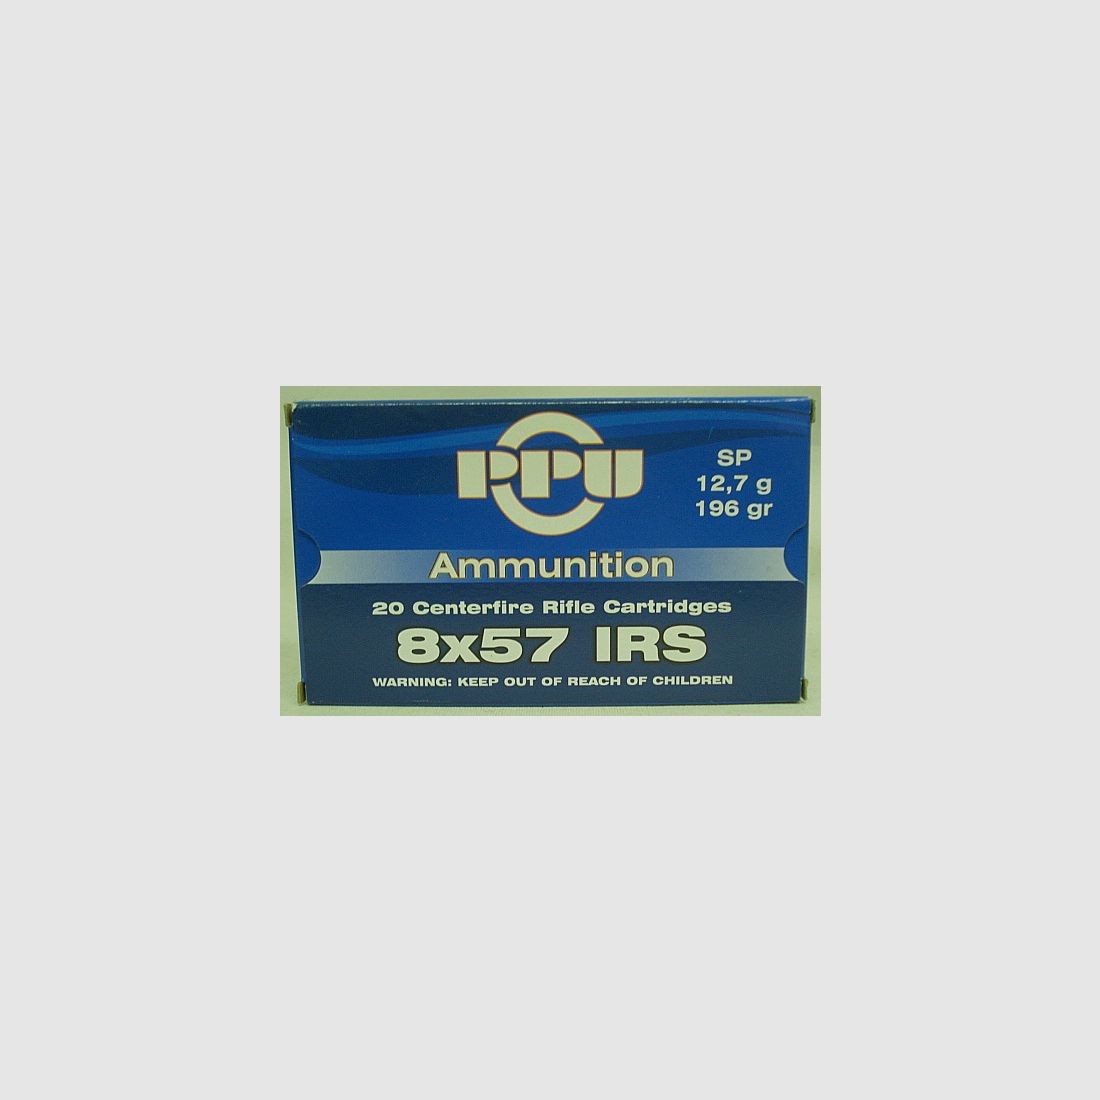 PPU
SP
12,7 g
196 gr
Ammunition
20 Centerfire Rifle Cartridges
8x57 IRS
WARNING: KEEP OUT OF REACH OF CHILDREN